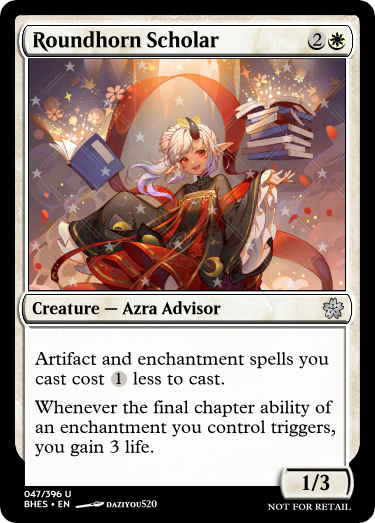 Roundhorn Scholar 2
Creature — Azra Advisor
Artifact and enchantment spells you
cast cost 1 less to cast.
Whenever the final chapter ability of
an enchantment you control triggers,
you gain 3 life.
1/3
047/396 U
BHES • EN DAZIYOU520
NOT FOR RETAIL